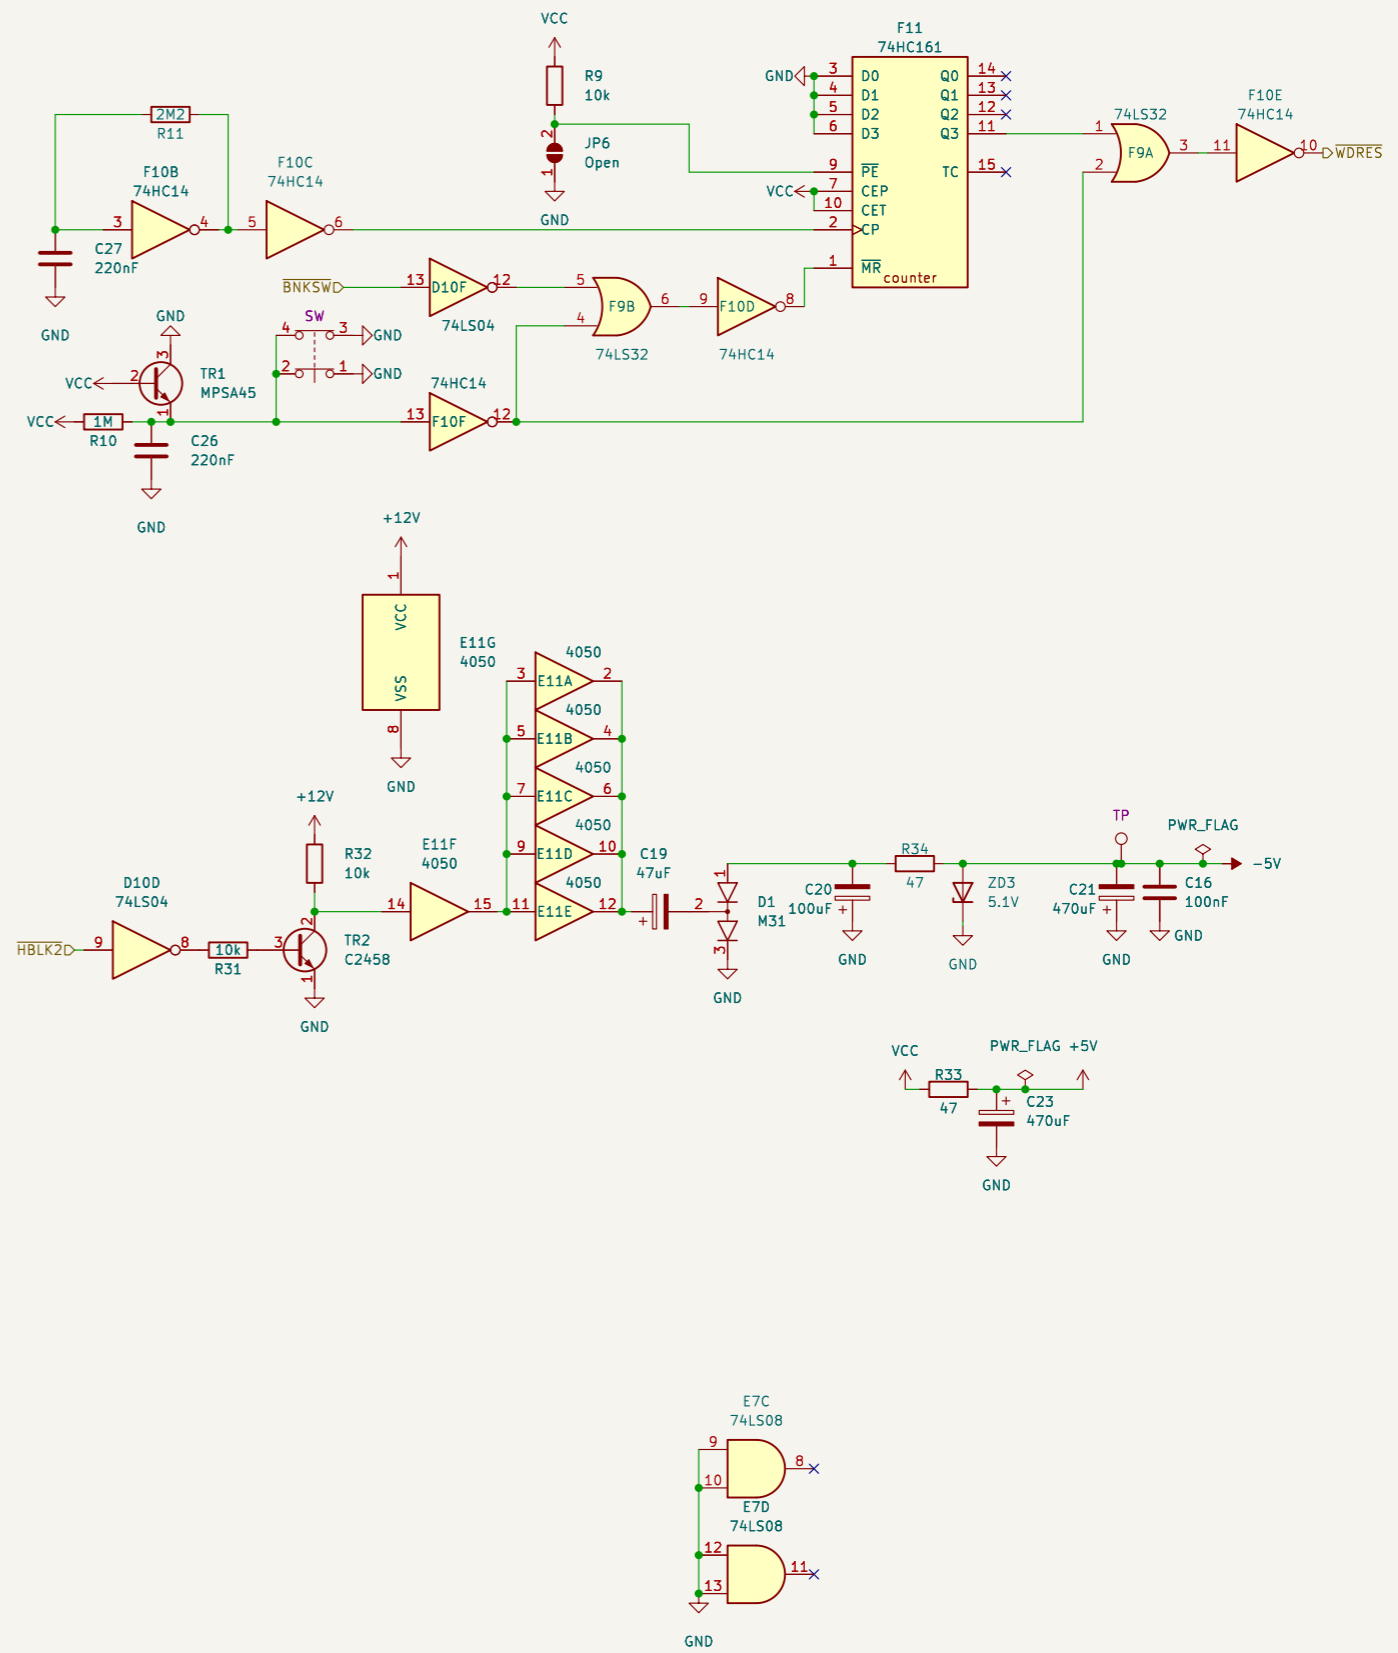 VCC
R9
10k
2
JP6
Open
1
GND
F11
74HC161
GND
3 D0 Q0 14
4 D1 Q1 13
5 D2 Q2 12
6 D3 Q3 11
9 PE TC 15
VCC 7 CEP
10 CET
2 CP
1 MR
counter
74LS32
1
F9A 3
2
F10E
74HC14
11 10 WDRES
2M2
R11
F10B
74HC14
3 4
F10C
74HC14
5 6
C27
220nF
GND
BNKSW 13 D10F 12
74LS04
5
F9B 6
4
74LS32
9 F10D 8
74HC14
SW
4 3 GND
2 1 GND
GND
3
VCC 2
TR1
MPSA45
1
VCC 1M
R10
C26
220nF
GND
74HC14
13 F10F 12
+12V
1
VCC
VSS
8
GND
E11G
4050
4050
3 E11A 2
4050
5 E11B 4
4050
7 E11C 6
4050
9 E11D 10
4050
11 E11E 12
+12V
R32
10k
E11F
4050
14 15
D10D
74LS04
HBLK2 9 8
10k
R31
2
3
1
TR2
C2458
GND
C19
47uF
+
2
1
D1
M31
3
GND
C20
100uF
+
GND
R34
47
ZD3
5.1V
GND
TP
PWR_FLAG
-5V
C21
470uF
+
GND
C16
100nF
GND
VCC
R33
47
PWR_FLAG +5V
+
C23
470uF
GND
E7C
74LS08
9
10
8
E7D
74LS08
12
13
11
GND